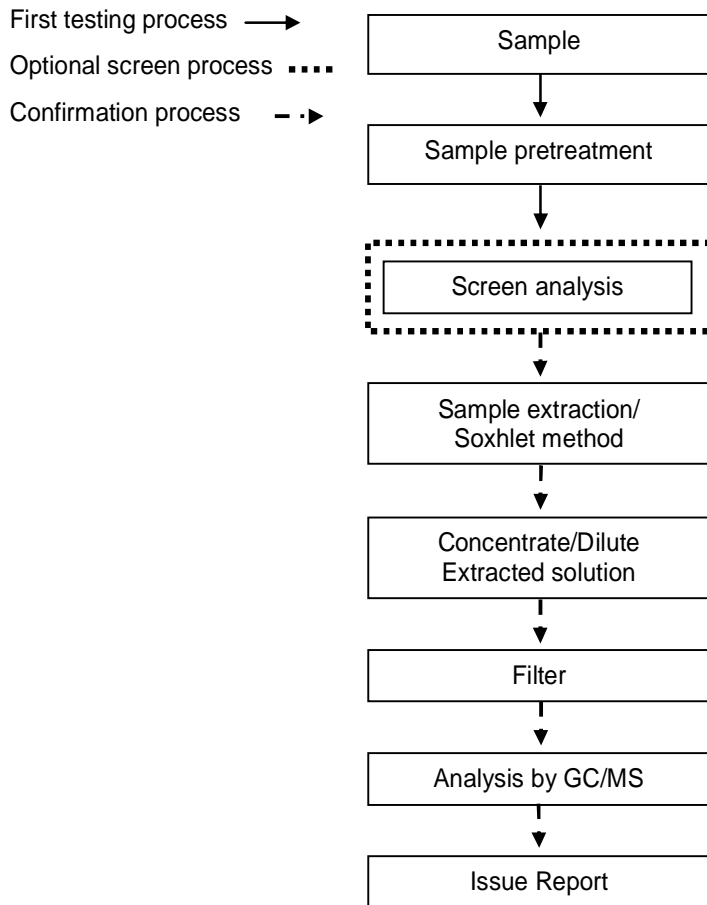 First testing process
Optional screen process
Confirmation process
Sample
Sample pretreatment
Screen analysis
Sample extraction/
Soxhlet method
Concentrate/Dilute
Extracted solution
Filter
Analysis by GC/MS
Issue Report